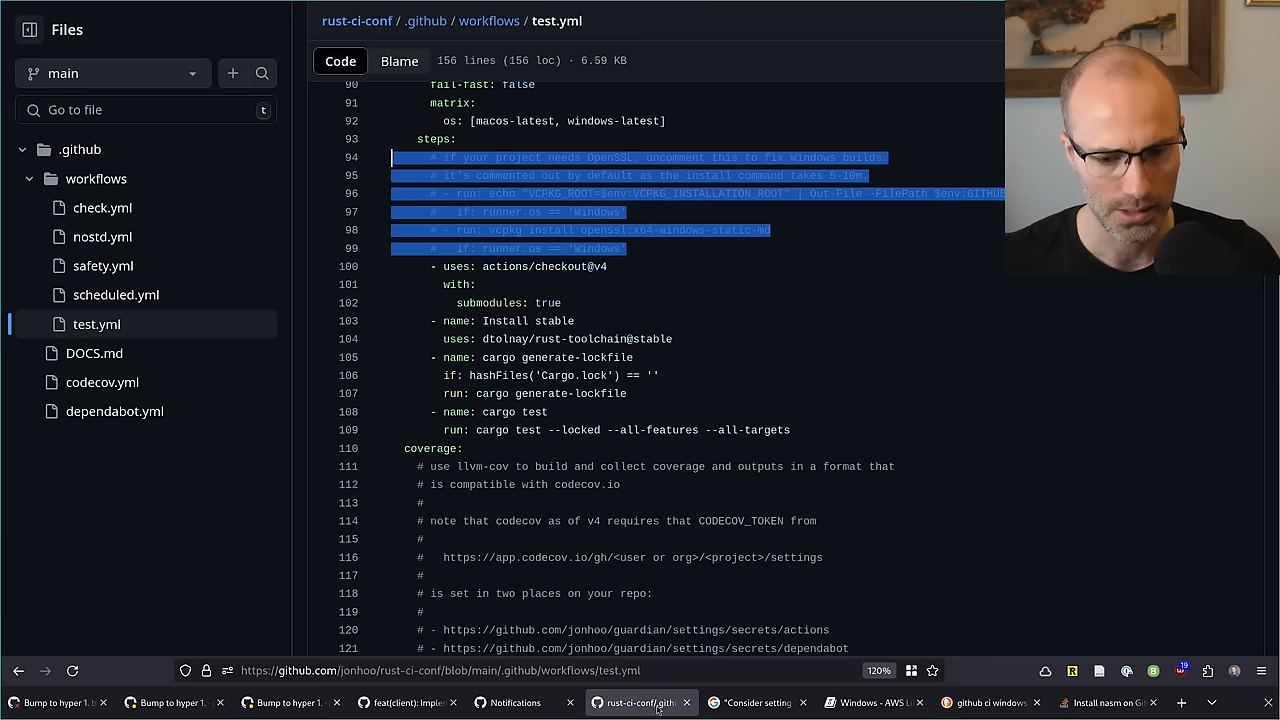 Files
main
Go to file
t
.github
workflows
check.yml
nostd.yml
safety.yml
scheduled.yml
test.yml
DOCS.md
codecov.yml
dependabot.yml
rust-ci-conf / .github / workflows / test.yml
Code Blame 156 lines (156 loc) · 6.59 KB
90 fail-fast: false
91 matrix:
92 os: [macos-latest, windows-latest]
93 steps:
94 # if your project needs OpenSSL, uncomment this to fix Windows builds.
95 # it's commented out by default as the install command takes 5-10m.
96 # - run: echo "VCPKG_ROOT=$env:VCPKG_INSTALLATION_ROOT" | Out-File -FilePath $env:GITHUB
97 #   if: runner.os == 'Windows'
98 # - run: vcpkg install openssl:x64-windows-static-md
99 #   if: runner.os == 'Windows'
100 - uses: actions/checkout@v4
101 with:
102 submodules: true
103 - name: Install stable
104 uses: dtolnay/rust-toolchain@stable
105 - name: cargo generate-lockfile
106 if: hashFiles('Cargo.lock') == ''
107 run: cargo generate-lockfile
108 - name: cargo test
109 run: cargo test --locked --all-features --all-targets
110 coverage:
111 # use llvm-cov to build and collect coverage and outputs in a format that
112 # is compatible with codecov.io
113 #
114 # note that codecov as of v4 requires that CODECOV_TOKEN from
115 #
116 #   https://app.codecov.io/gh/<user or org>/<project>/settings
117 #
118 # is set in two places on your repo:
119 #
120 # - https://github.com/jonhoo/guardian/settings/secrets/actions
121 # - https://github.com/jonhoo/guardian/settings/secrets/dependabot
https://github.com/jonhoo/rust-ci-conf/blob/main/.github/workflows/test.yml 120% 19
Bump to hyper 1. b
Bump to hyper 1. -
Bump to hyper 1. -
feat(client): Implem
Notifications
rust-ci-conf/.githu
"Consider setting
Windows - AWS Li
github ci windows
Install nasm on Git